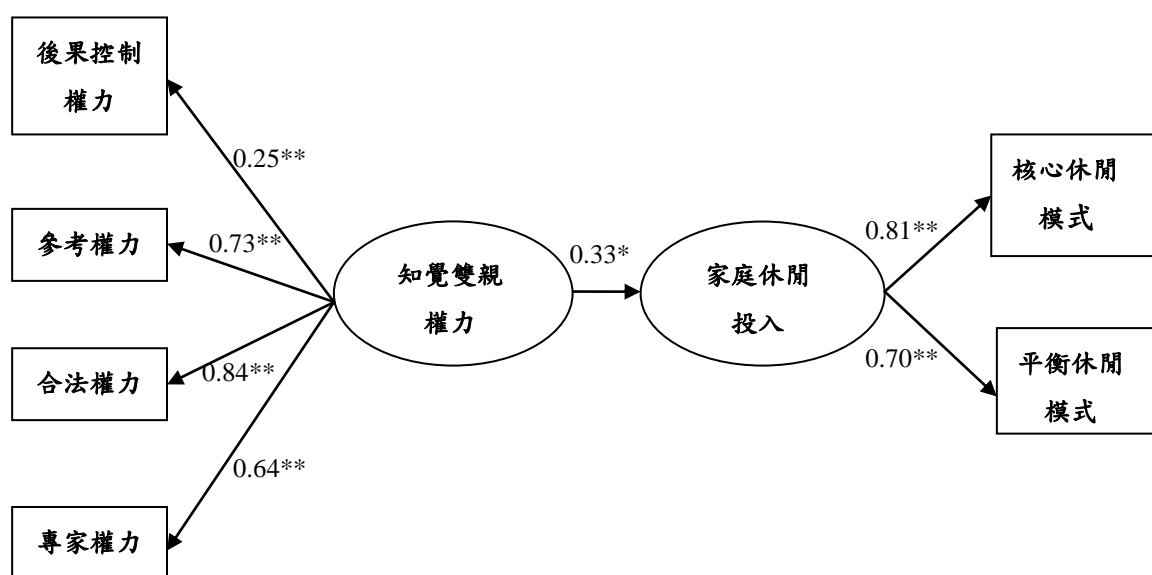 後果控制
權力
0.25**
參考權力
0.73**
合法權力
0.84**
專家權力
0.64**
知覺雙親
權力
0.33*
家庭休閒
投入
0.81**
核心休閒
模式
0.70**
平衡休閒
模式